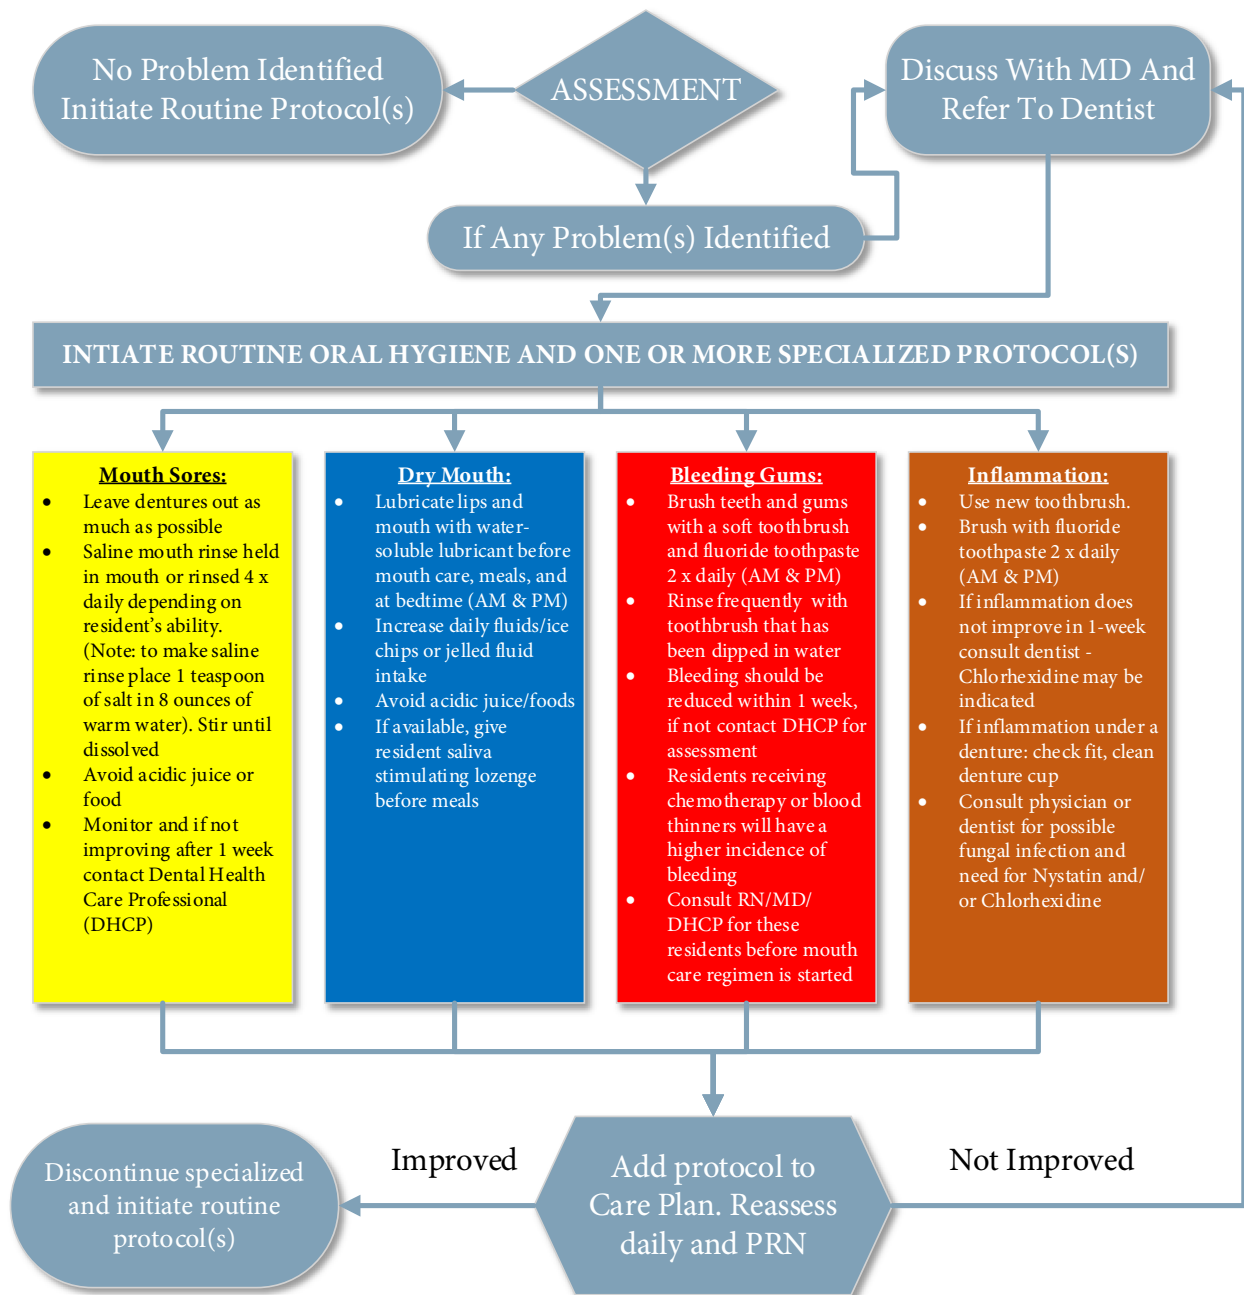 No Problem Identified
Initiate Routine Protocol(s)
ASSESSMENT
Discuss With MD And
Refer To Dentist
If Any Problem(s) Identified
INTIATE ROUTINE ORAL HYGIENE AND ONE OR MORE SPECIALIZED PROTOCOL(S)
Mouth Sores:
• Leave dentures out as
much as possible
• Saline mouth rinse held
in mouth or rinsed 4 x
daily depending on
resident's ability.
(Note: to make saline
rinse place 1 teaspoon
of salt in 8 ounces of
warm water). Stir until
dissolved
• Avoid acidic juice or
food
• Monitor and if not
improving after 1 week
contact Dental Health
Care Professional
(DHCP)
Dry Mouth:
• Lubricate lips and
mouth with water-
soluble lubricant before
mouth care, meals, and
at bedtime (AM & PM)
• Increase daily fluids/ice
chips or jelled fluid
intake
• Avoid acidic juice/foods
• If available, give
resident saliva
stimulating lozenge
before meals
Bleeding Gums:
• Brush teeth and gums
with a soft toothbrush
and fluoride toothpaste
2 x daily (AM & PM)
• Rinse frequently with
toothbrush that has
been dipped in water
• Bleeding should be
reduced within 1 week,
if not contact DHCP for
assessment
• Residents receiving
chemotherapy or blood
thinners will have a
higher incidence of
bleeding
• Consult RN/MD/
DHCP for these
residents before mouth
care regimen is started
Inflammation:
• Use new toothbrush.
• Brush with fluoride
toothpaste 2 x daily
(AM & PM)
• If inflammation does
not improve in 1-week
consult dentist -
Chlorhexidine may be
indicated
• If inflammation under a
denture: check fit, clean
denture cup
• Consult physician or
dentist for possible
fungal infection and
need for Nystatin and/
or Chlorhexidine
Discontinue specialized
and initiate routine
protocol(s)
Improved
Add protocol to
Care Plan. Reassess
daily and PRN
Not Improved